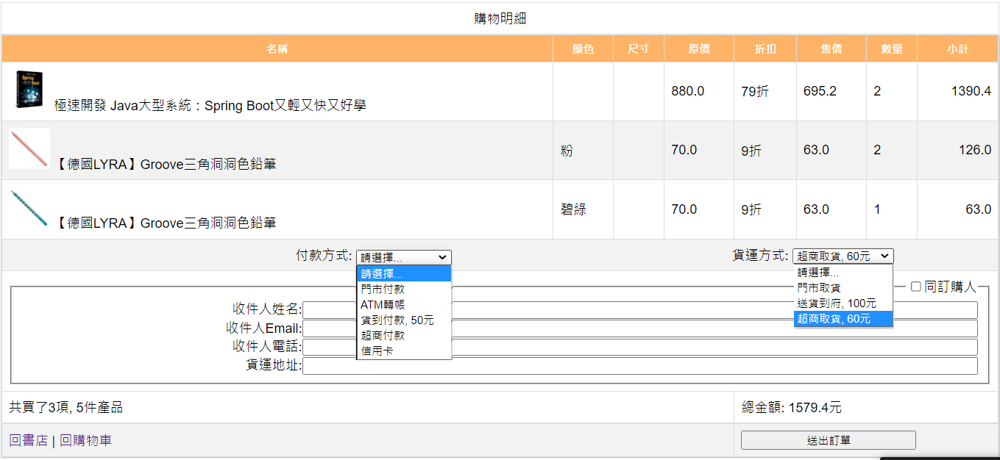 購物明細
名稱 顏色 尺寸 原價 折扣 售價 數量 小計
Spring Boot
極速開發 Java大型系統：Spring Boot又輕又快又好學 880.0 79折 695.2 2 1390.4
【德國LYRA】Groove三角洞洞色鉛筆 粉 70.0 9折 63.0 2 126.0
【德國LYRA】Groove三角洞洞色鉛筆 碧綠 70.0 9折 63.0 1 63.0
付款方式: 請選擇... 貨運方式: 超商取貨, 60元
請選擇...
門市付款
ATM轉帳
貨到付款, 50元
超商付款
信用卡
請選擇...
門市取貨
送貨到府, 100元
超商取貨, 60元
同訂購人
收件人姓名:
收件人Email:
收件人電話:
貨運地址:
共買了3項, 5件產品 總金額: 1579.4元
回書店 | 回購物車 送出訂單